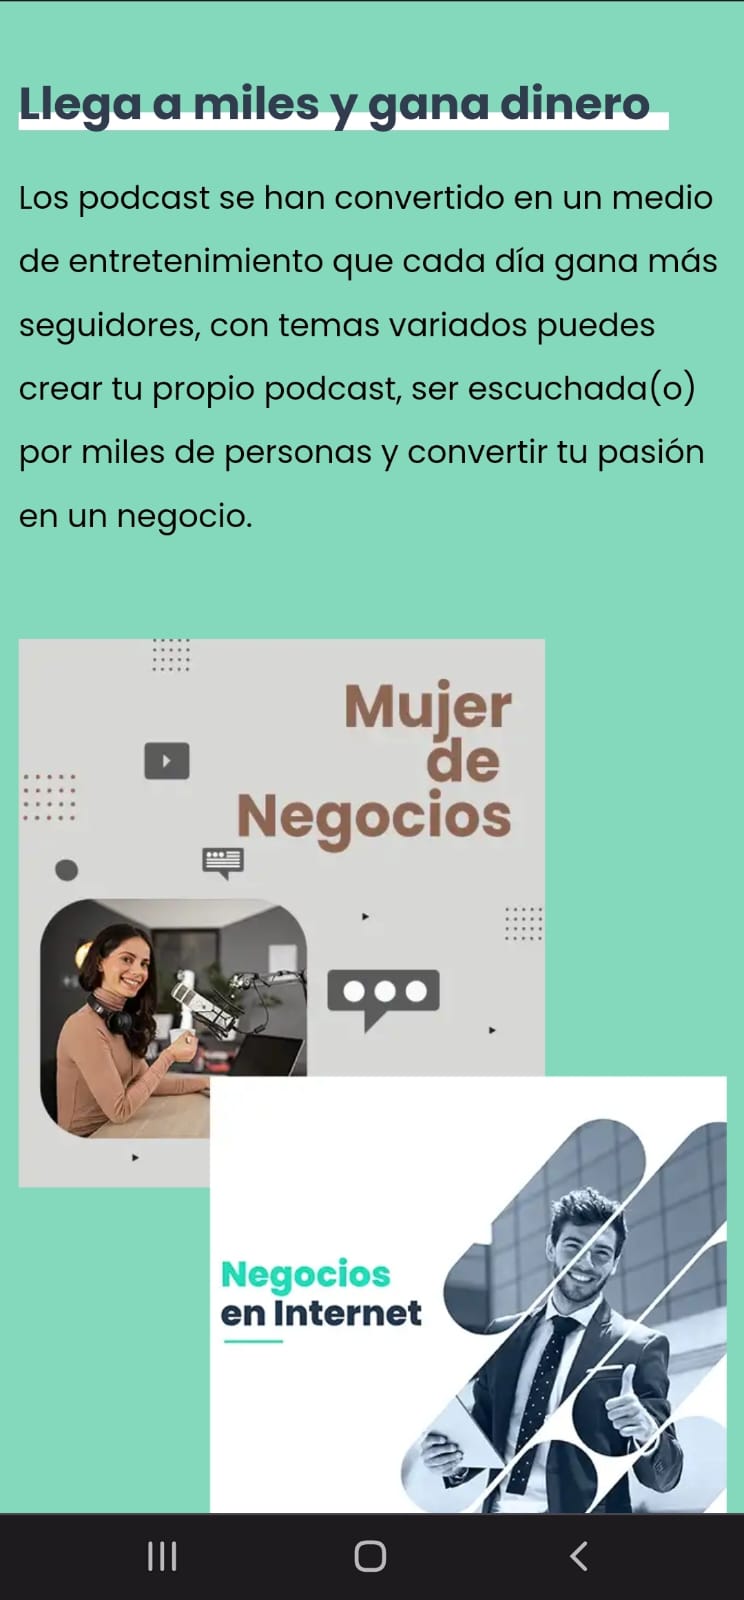 Llega a miles y gana dinero
Los podcast se han convertido en un medio
de entretenimiento que cada día gana más
seguidores, con temas variados puedes
crear tu propio podcast, ser escuchada(o)
por miles de personas y convertir tu pasión
en un negocio.
Mujer
de
Negocios
Negocios
en Internet